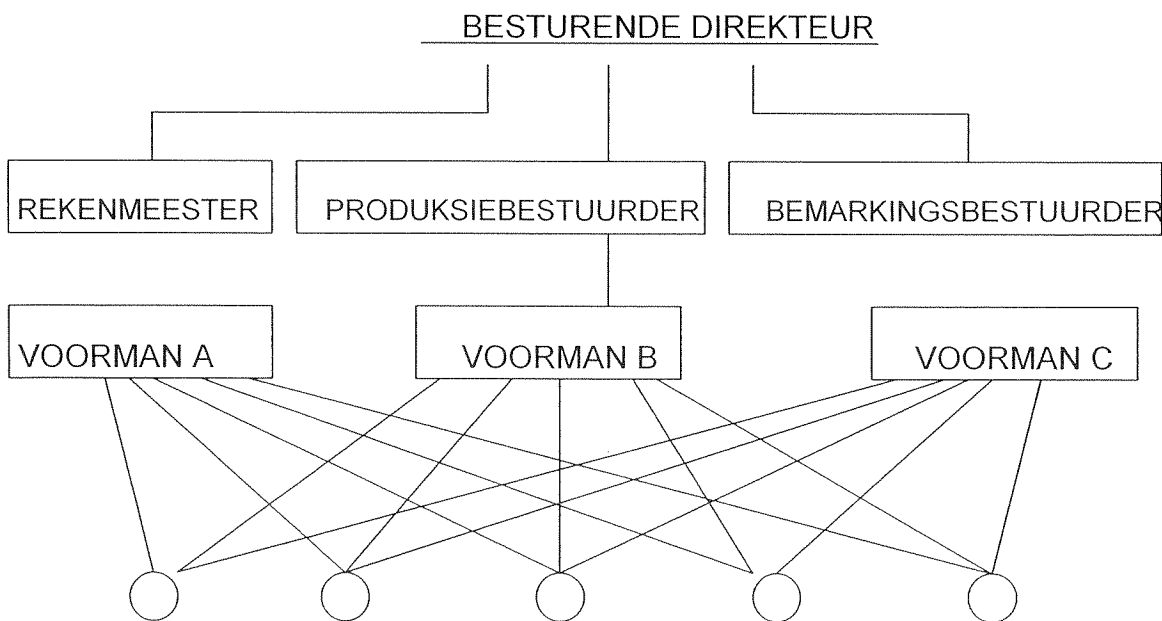 BESTURENDE DIREKTEUR
REKENMEESTER PRODUKSIEBESTUURDER BEMARKINGSBESTUURDER
VOORMAN A VOORMAN B VOORMAN C